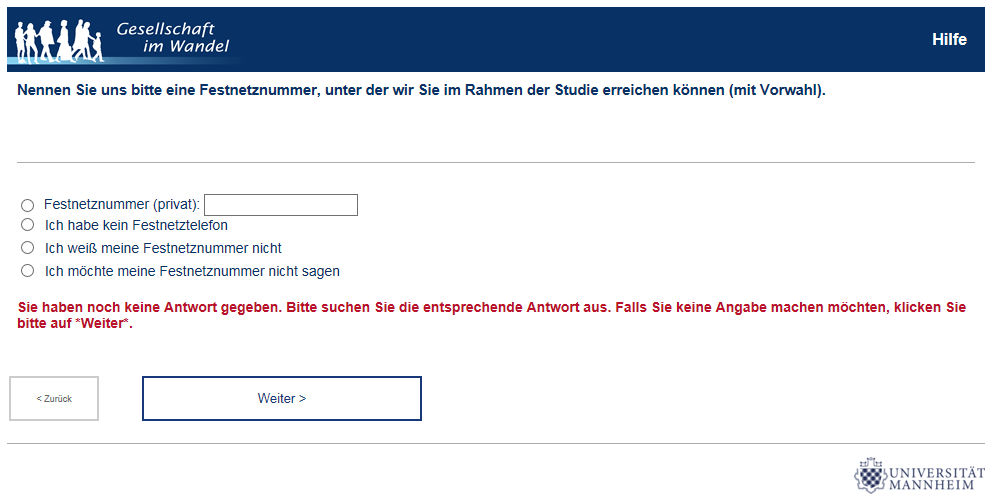 Gesellschaft
im Wandel
Hilfe
Nennen Sie uns bitte eine Festnetznummer, unter der wir Sie im Rahmen der Studie erreichen können (mit Vorwahl).
Festnetznummer (privat):
Ich habe kein Festnetztelefon
Ich weiß meine Festnetznummer nicht
Ich möchte meine Festnetznummer nicht sagen
Sie haben noch keine Antwort gegeben. Bitte suchen Sie die entsprechende Antwort aus. Falls Sie keine Angabe machen möchten, klicken Sie
bitte auf *Weiter*.
< Zurück
Weiter >
UNIVERSITÄT
MANNHEIM